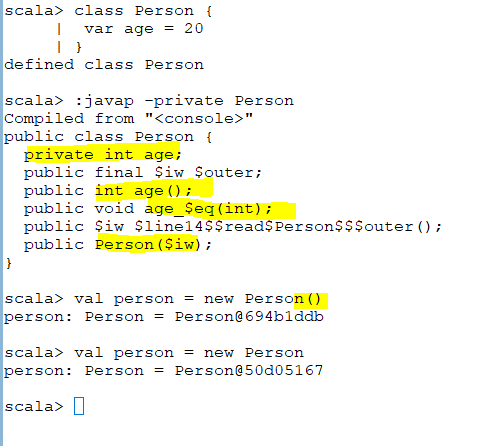 scala> class Person {
     |  var age = 20
     | }
defined class Person
scala> :javap -private Person
Compiled from "<console>"
public class Person {
  private int age;
  public final $iw $outer;
  public int age();
  public void age_$eq(int);
  public $iw $line14$$read$Person$$$outer();
  public Person($iw);
}
scala> val person = new Person()
person: Person = Person@694b1ddb
scala> val person = new Person
person: Person = Person@50d05167
scala>